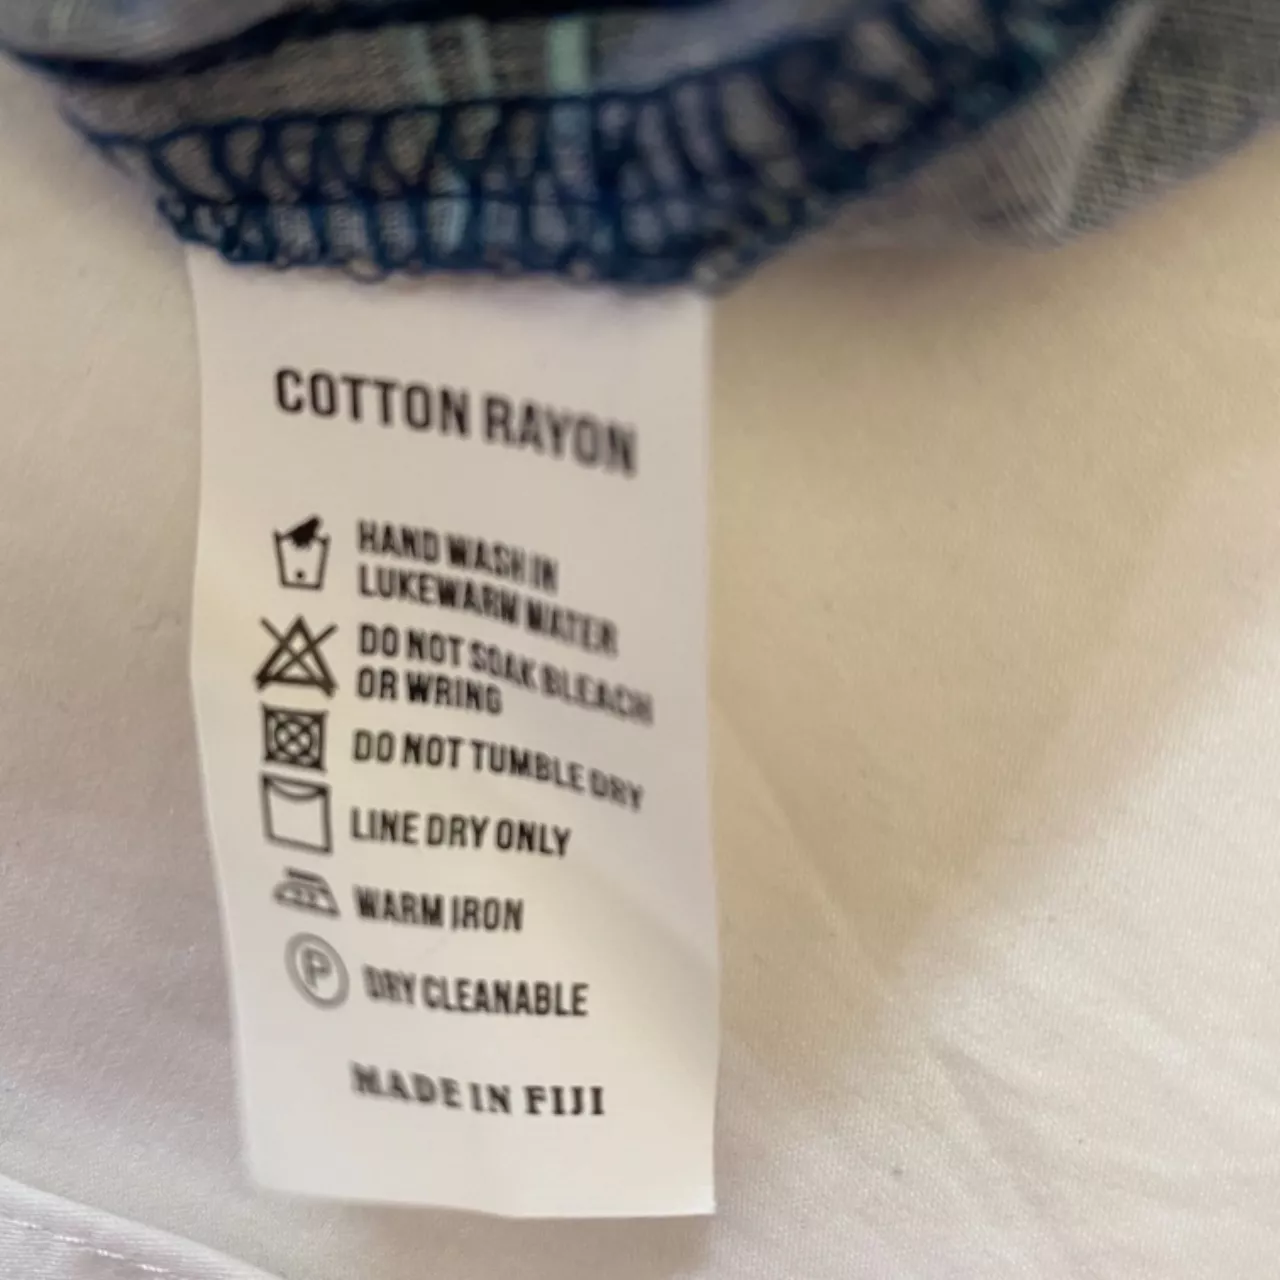 COTTON RAYON
HAND WASH IN
LUKEWARM WATER
DO NOT SOAK BLEACH
OR WRING
DO NOT TUMBLE DRY
LINE DRY ONLY
WARM IRON
P
DRY CLEANABLE
MADE IN FIJI